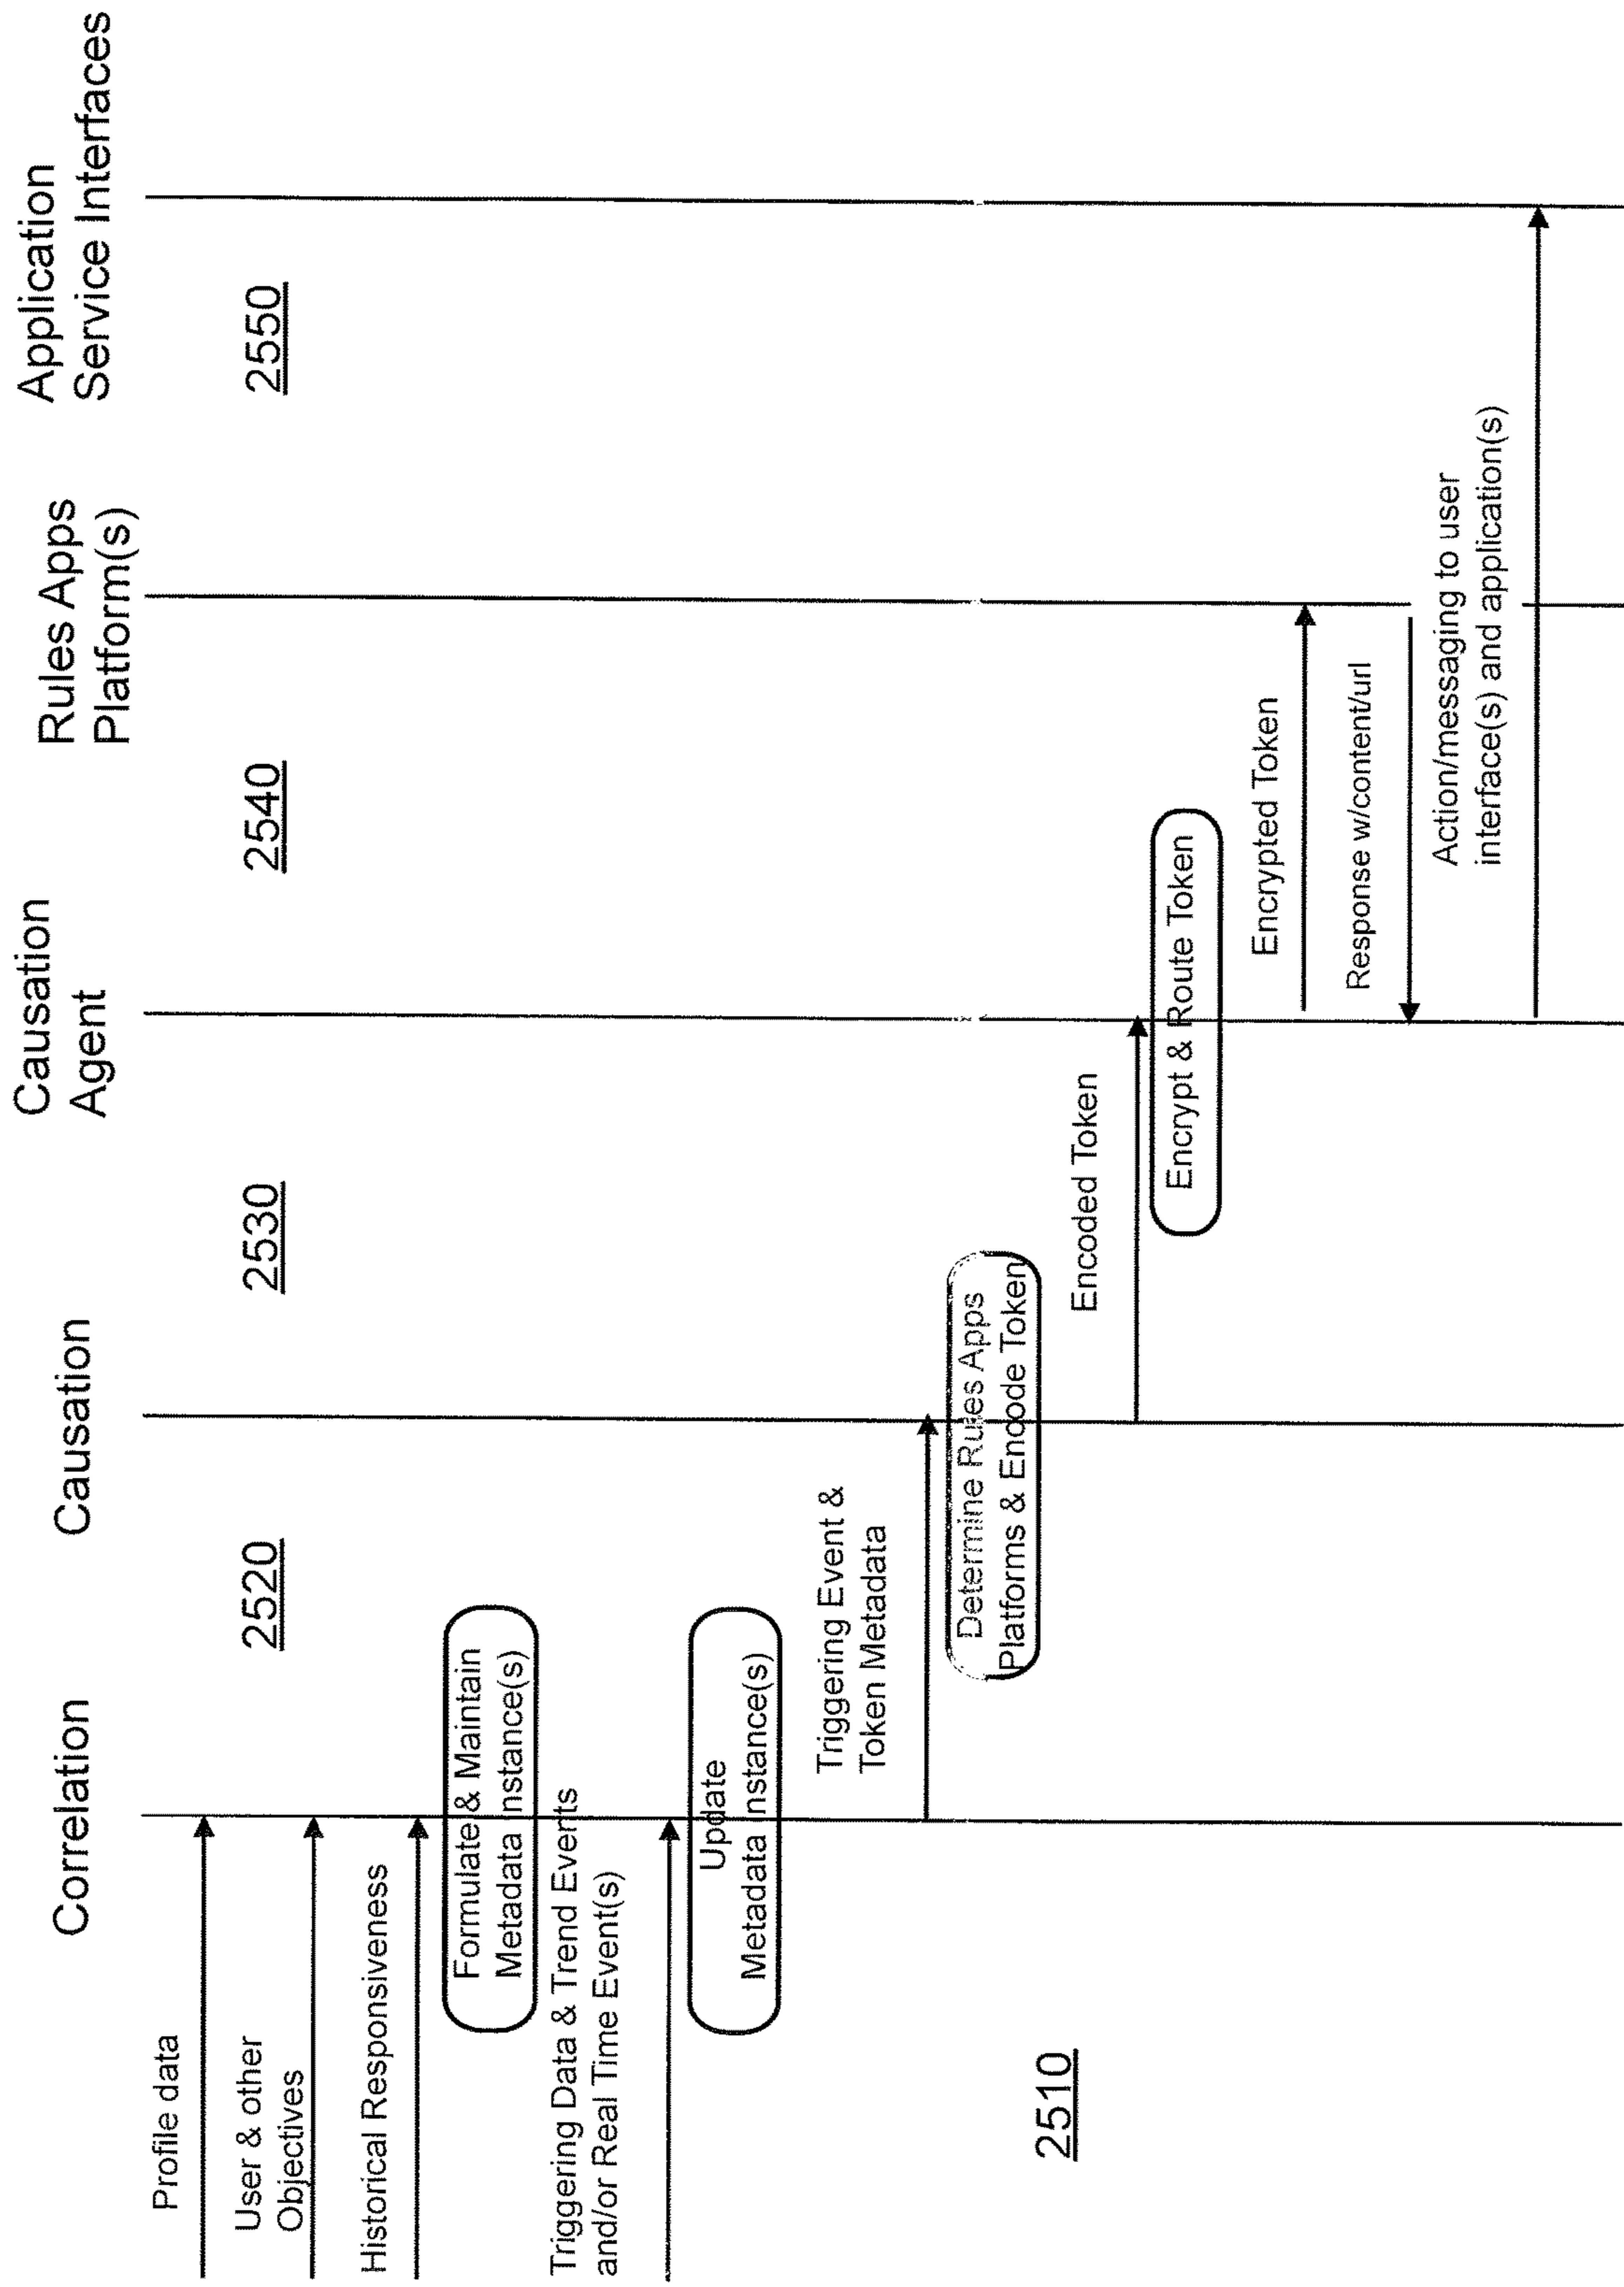 Correlation
Causation
Causation
Agent
Rules Apps
Platform(s)
Application
Service Interfaces
2520
2530
2540
2550
Profile data
User & other
Objectives
Historical Responsiveness
Formulate & Maintain
Metadata Instance(s)
Triggering Data & Trend Events
and/or Real Time Event(s)
Update
Metadata Instance(s)
Triggering Event &
Token Metadata
Determine Rules Apps
Platforms & Encode Token
2510
Encoded Token
Encrypt & Route Token
Encrypted Token
Response w/content/url
Action/messaging to user
interface(s) and application(s)